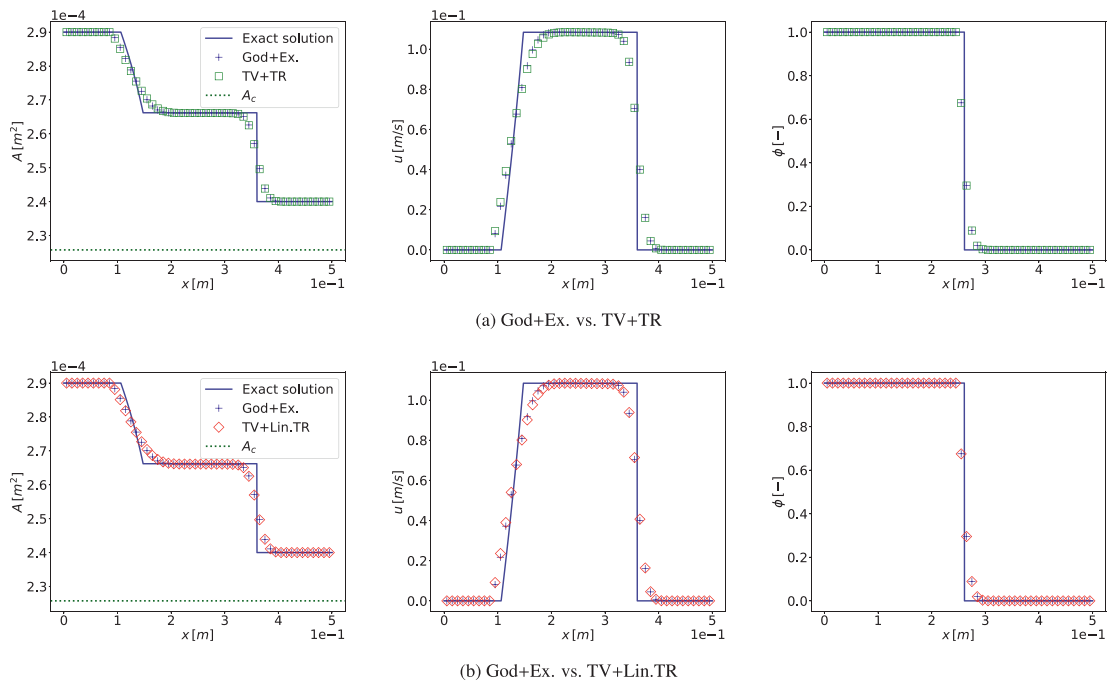 1e−4
2.9
2.8
2.7
2.6
2.5
2.4
2.3
A [m²]
Exact solution
God+Ex.
TV+TR
A_c
0 1 2 3 4 5
x [m]
1e−1
1e−1
1.0
0.8
0.6
0.4
0.2
0.0
u [m/s]
0 1 2 3 4 5
x [m]
1e−1
1.0
0.8
0.6
0.4
0.2
0.0
ϕ [−]
0 1 2 3 4 5
x [m]
1e−1
(a) God+Ex. vs. TV+TR
1e−4
2.9
2.8
2.7
2.6
2.5
2.4
2.3
A [m²]
Exact solution
God+Ex.
TV+Lin.TR
A_c
0 1 2 3 4 5
x [m]
1e−1
1e−1
1.0
0.8
0.6
0.4
0.2
0.0
u [m/s]
0 1 2 3 4 5
x [m]
1e−1
1.0
0.8
0.6
0.4
0.2
0.0
ϕ [−]
0 1 2 3 4 5
x [m]
1e−1
(b) God+Ex. vs. TV+Lin.TR